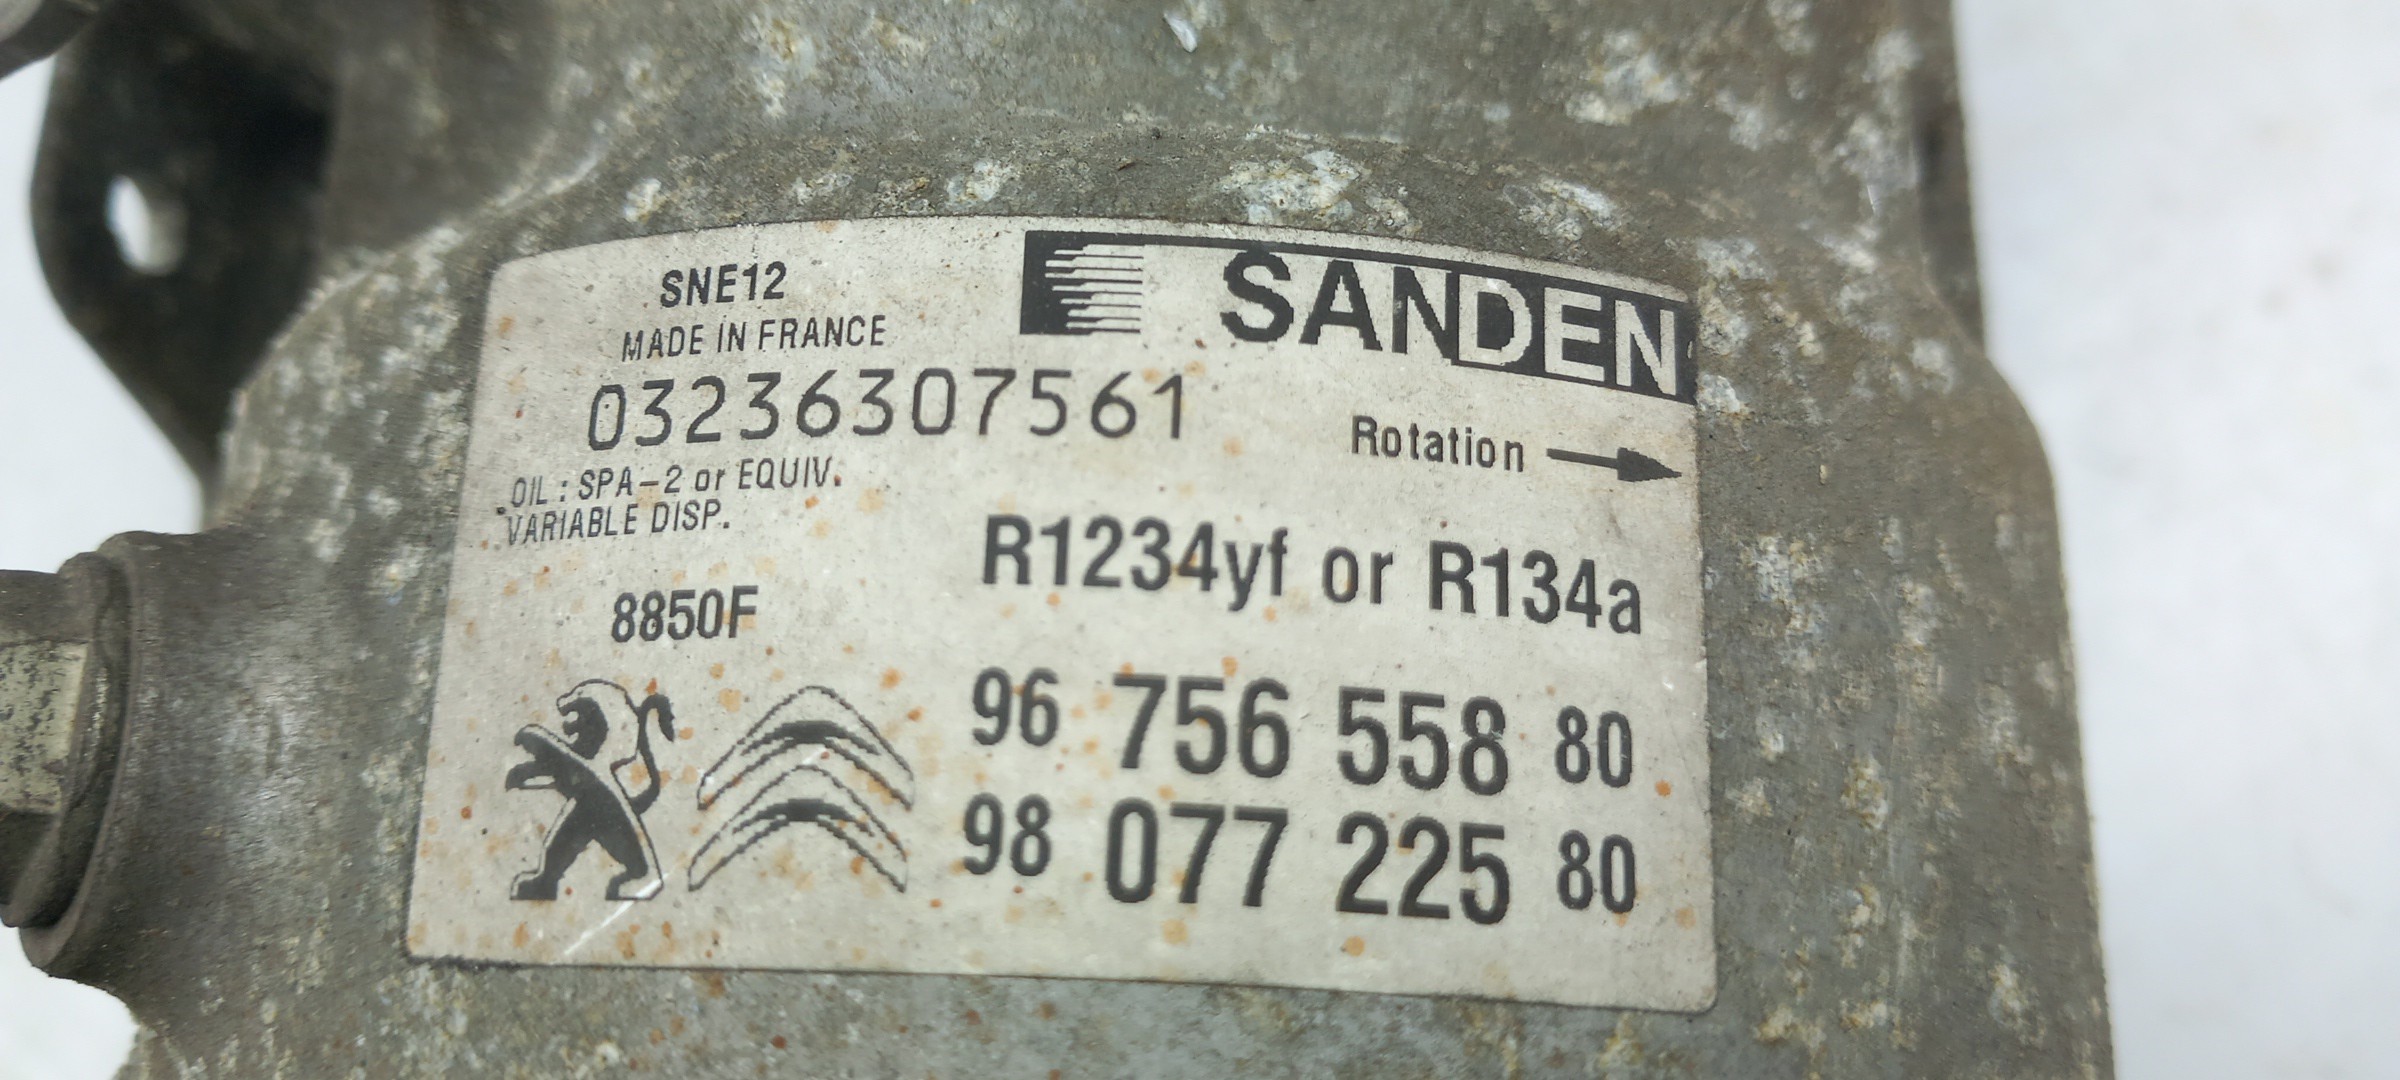 SNE12
SANDEN
MADE IN FRANCE
03236307561
Rotation
OIL : SPA-2 or EQUIV.
VARIABLE DISP.
R1234yf or R134a
8850F
96 756 558 80
98 077 225 80